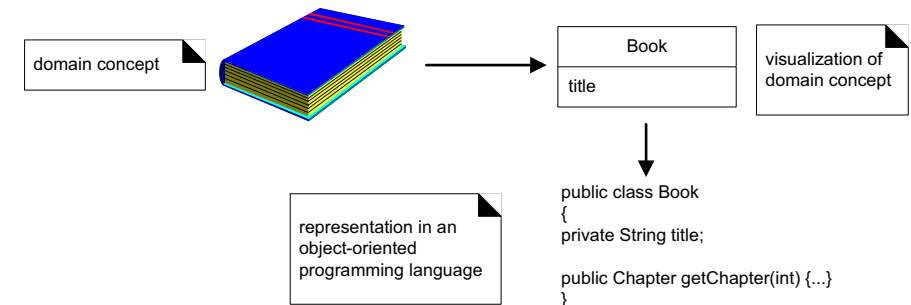 domain concept
Book
title
visualization of
domain concept
representation in an
object-oriented
programming language
public class Book
{
private String title;
public Chapter getChapter(int) {...}
}